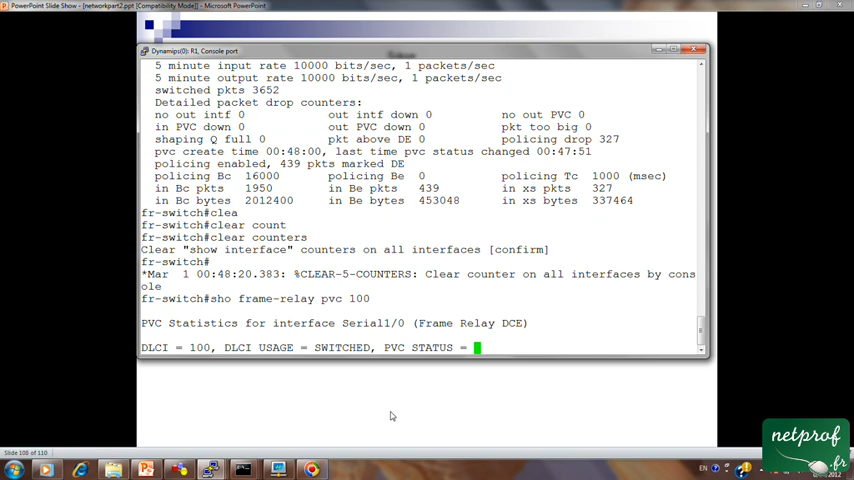 PowerPoint Slide Show - [networkpart2.ppt [Compatibility Mode]] - Microsoft PowerPoint
Dynamips(0): R1, Console port
5 minute input rate 10000 bits/sec, 1 packets/sec
5 minute output rate 10000 bits/sec, 1 packets/sec
switched pkts 3652
Detailed packet drop counters:
no out intf 0 out intf down 0 no out PVC 0
in PVC down 0 out PVC down 0 pkt too big 0
shaping Q full 0 pkt above DE 0 policing drop 327
pvc create time 00:48:00, last time pvc status changed 00:47:51
policing enabled, 439 pkts marked DE
policing Bc 16000 policing Be 0 policing Tc 1000 (msec)
in Bc pkts 1950 in Be pkts 439 in xs pkts 327
in Bc bytes 2012400 in Be bytes 453048 in xs bytes 337464
fr-switch#clea
fr-switch#clear count
fr-switch#clear counters
Clear "show interface" counters on all interfaces [confirm]
fr-switch#
*Mar 1 00:48:20.383: %CLEAR-5-COUNTERS: Clear counter on all interfaces by cons
ole
fr-switch#sho frame-relay pvc 100
PVC Statistics for interface Serial1/0 (Frame Relay DCE)
DLCI = 100, DLCI USAGE = SWITCHED, PVC STATUS =
netprof
.fr
Slide 108 of 110
EN